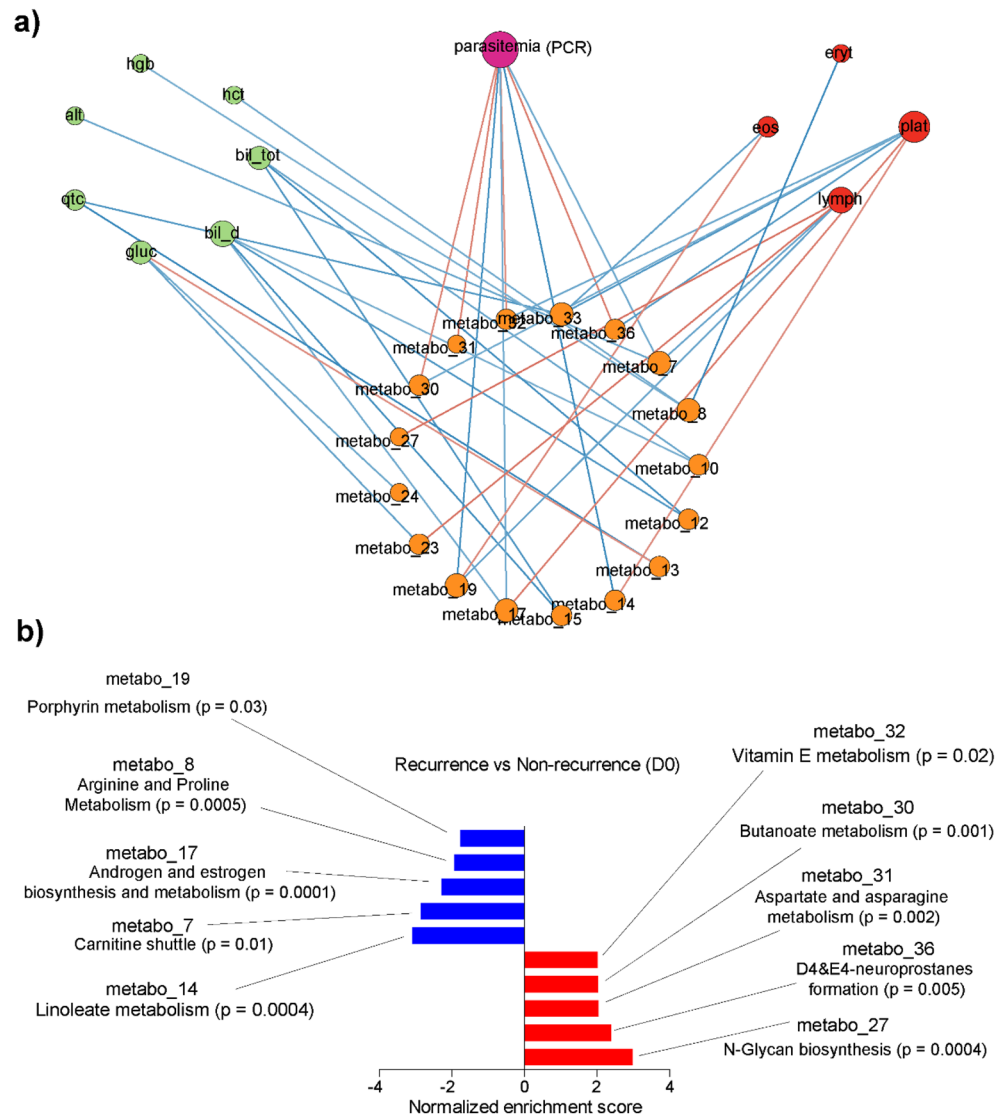 a)
parasitemia (PCR)
eryt
hgb
hct
alt
eos
plat
bil_tot
qtc
lymph
bil_d
gluc
metabo_32
metabo_33
metabo_36
metabo_31
metabo_7
metabo_30
metabo_8
metabo_27
metabo_10
metabo_24
metabo_12
metabo_23
metabo_13
metabo_19
metabo_14
metabo_17
metabo_15
b)
metabo_19
Porphyrin metabolism (p = 0.03)
metabo_8
Arginine and Proline
Metabolism (p = 0.0005)
metabo_17
Androgen and estrogen
biosynthesis and metabolism (p = 0.0001)
metabo_7
Carnitine shuttle (p = 0.01)
metabo_14
Linoleate metabolism (p = 0.0004)
Recurrence vs Non-recurrence (D0)
metabo_32
Vitamin E metabolism (p = 0.02)
metabo_30
Butanoate metabolism (p = 0.001)
metabo_31
Aspartate and asparagine
metabolism (p = 0.002)
metabo_36
D4&E4-neuroprostanes
formation (p = 0.005)
metabo_27
N-Glycan biosynthesis (p = 0.0004)
-4 -2 0 2 4
Normalized enrichment score